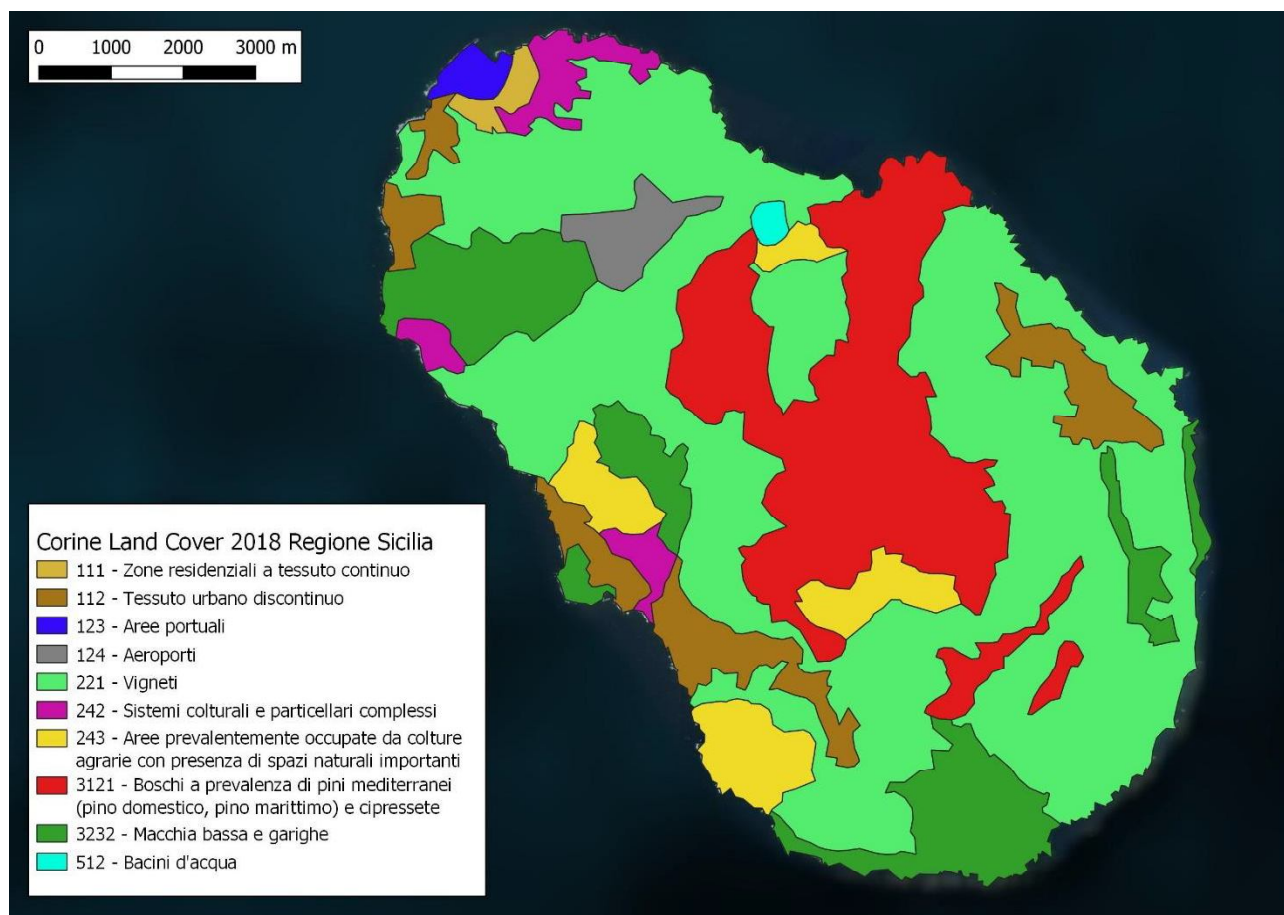 0 1000 2000 3000 m
Corine Land Cover 2018 Regione Sicilia
111 - Zone residenziali a tessuto continuo
112 - Tessuto urbano discontinuo
123 - Aree portuali
124 - Aeroporti
221 - Vigneti
242 - Sistemi colturali e particellari complessi
243 - Aree prevalentemente occupate da colture
agrarie con presenza di spazi naturali importanti
3121 - Boschi a prevalenza di pini mediterranei
(pino domestico, pino marittimo) e cipressete
3232 - Macchia bassa e garighe
512 - Bacini d'acqua